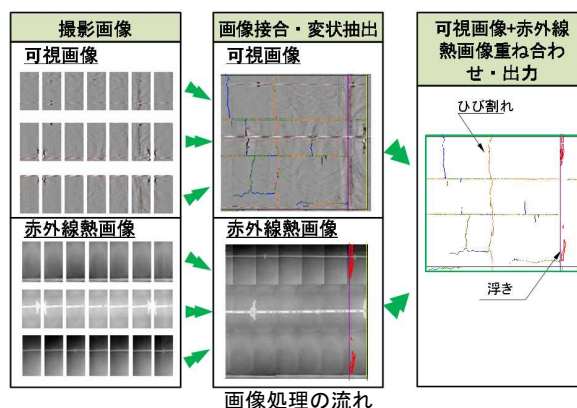 撮影画像
可視画像
赤外線熱画像
画像接合・変状抽出
可視画像
赤外線熱画像
可視画像+赤外線
熱画像重ね合わ
せ・出力
ひび割れ
浮き
画像処理の流れ